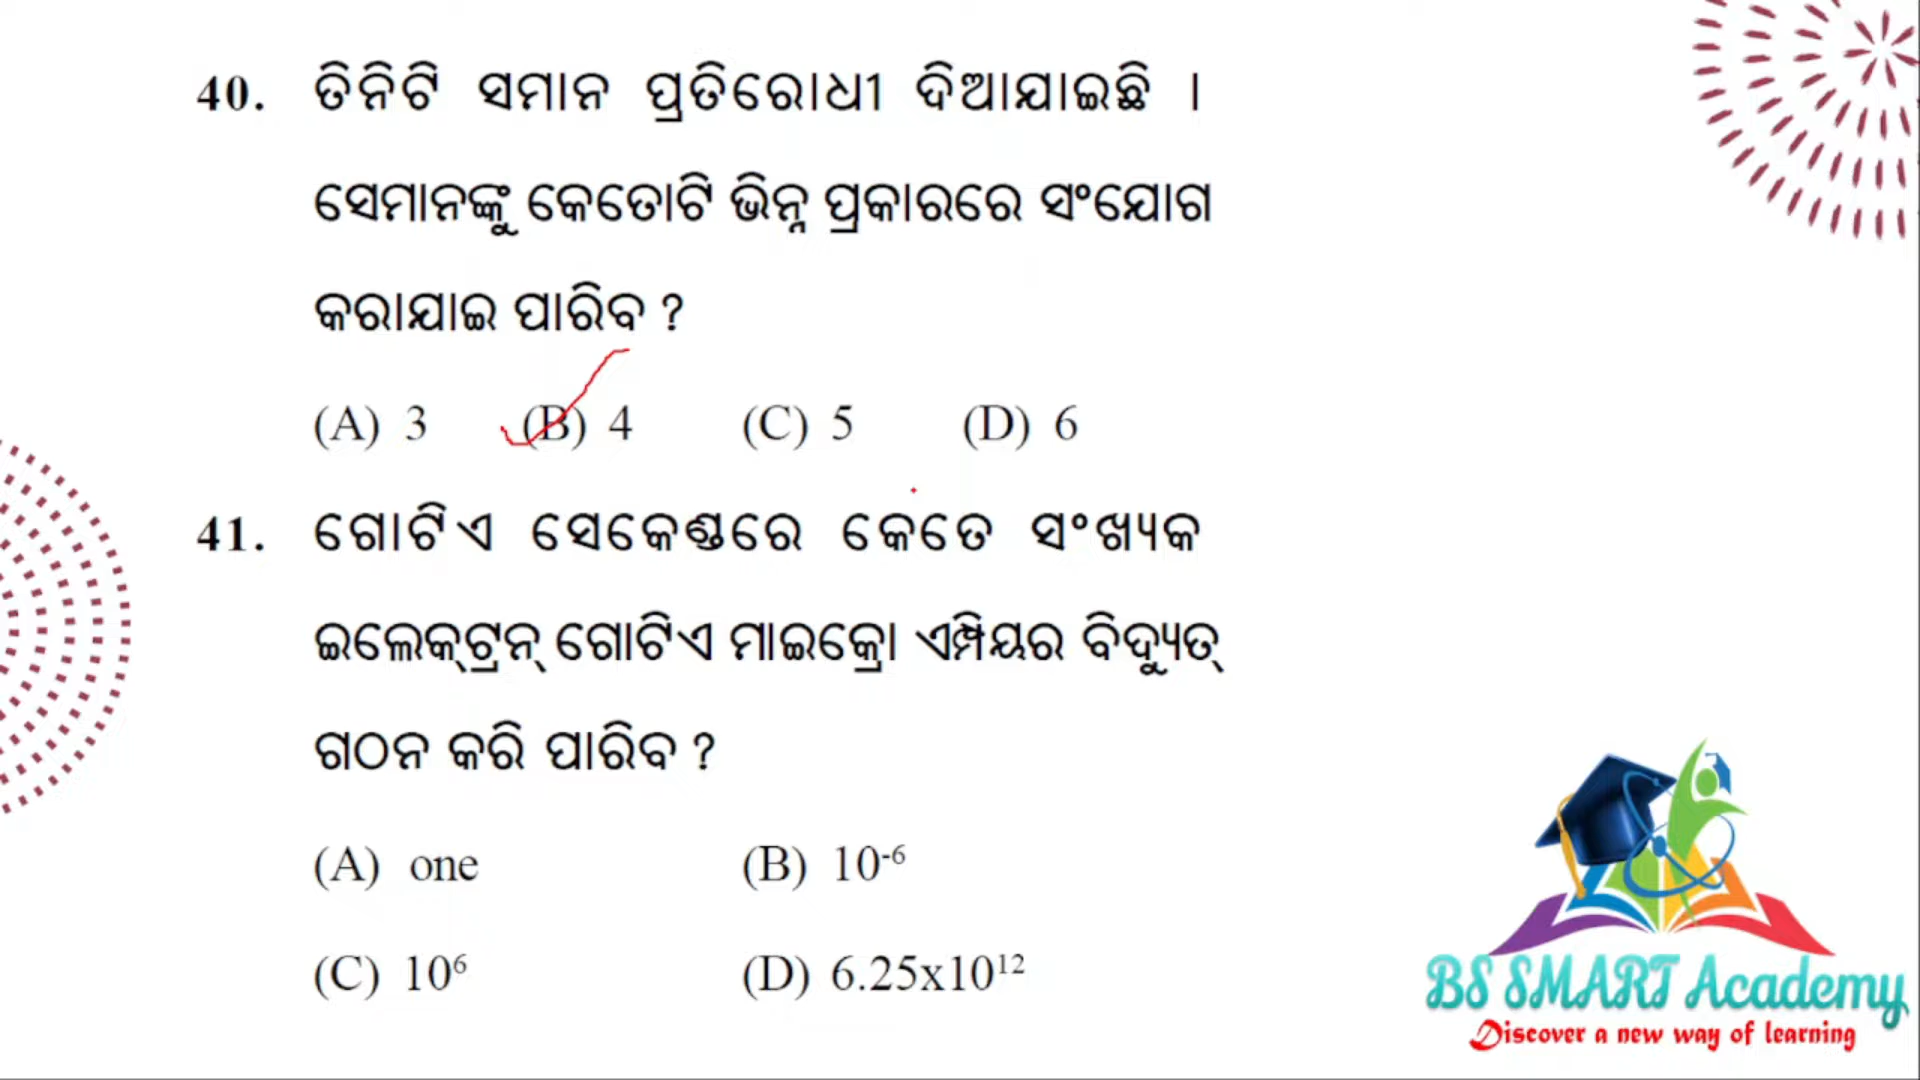 40. ତିନିଟି ସମାନ ପ୍ରତିରୋଧୀ ଦିଆଯାଇଛି ।
ସେମାନଙ୍କୁ କେତୋଟି ଭିନ୍ନ ପ୍ରକାରରେ ସଂଯୋଗ
କରାଯାଇ ପାରିବ ?
(A) 3 (B) 4 (C) 5 (D) 6
41. ଗୋଟିଏ ସେକେଣ୍ଡରେ କେତେ ସଂଖ୍ୟକ
ଇଲେକ୍‌ଟ୍ରନ୍ ଗୋଟିଏ ମାଇକ୍ରୋ ଏମ୍ପିୟର ବିଦ୍ୟୁତ୍
ଗଠନ କରି ପାରିବ ?
(A) one (B) 10⁻⁶
(C) 10⁶ (D) 6.25x10¹²
BS SMART Academy
Discover a new way of learning